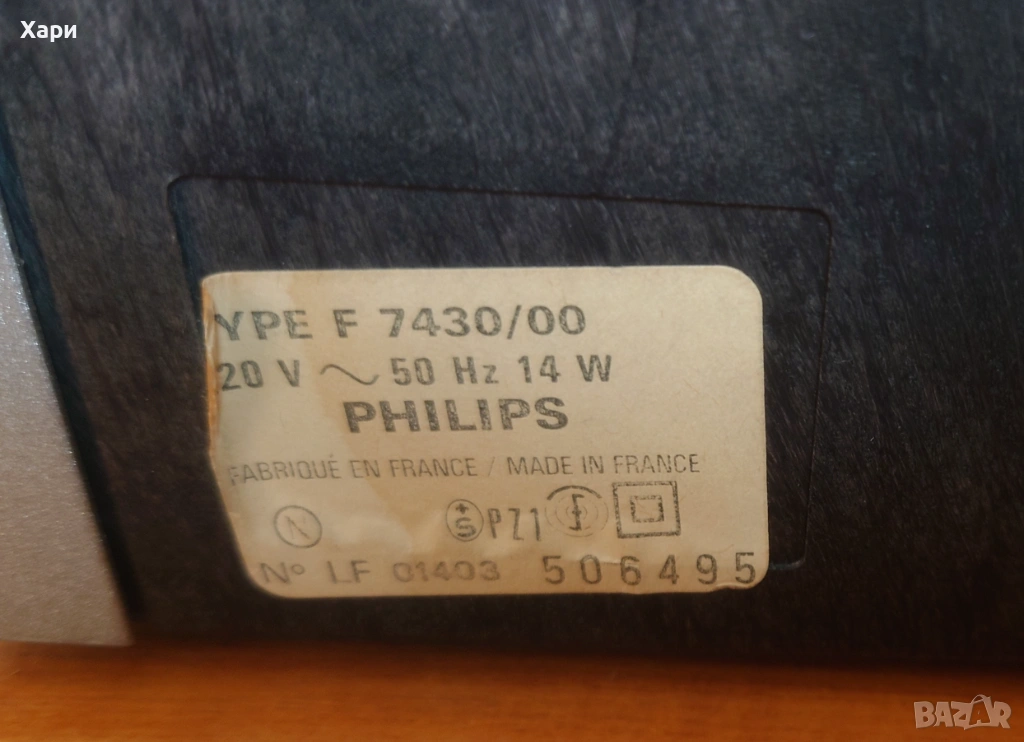 Хари
YPE F 7430/00
20 V ~ 50 Hz 14 W
PHILIPS
FABRIQUÉ EN FRANCE / MADE IN FRANCE
N +S PZ1
Nº LF 01403 506495
BAZAR